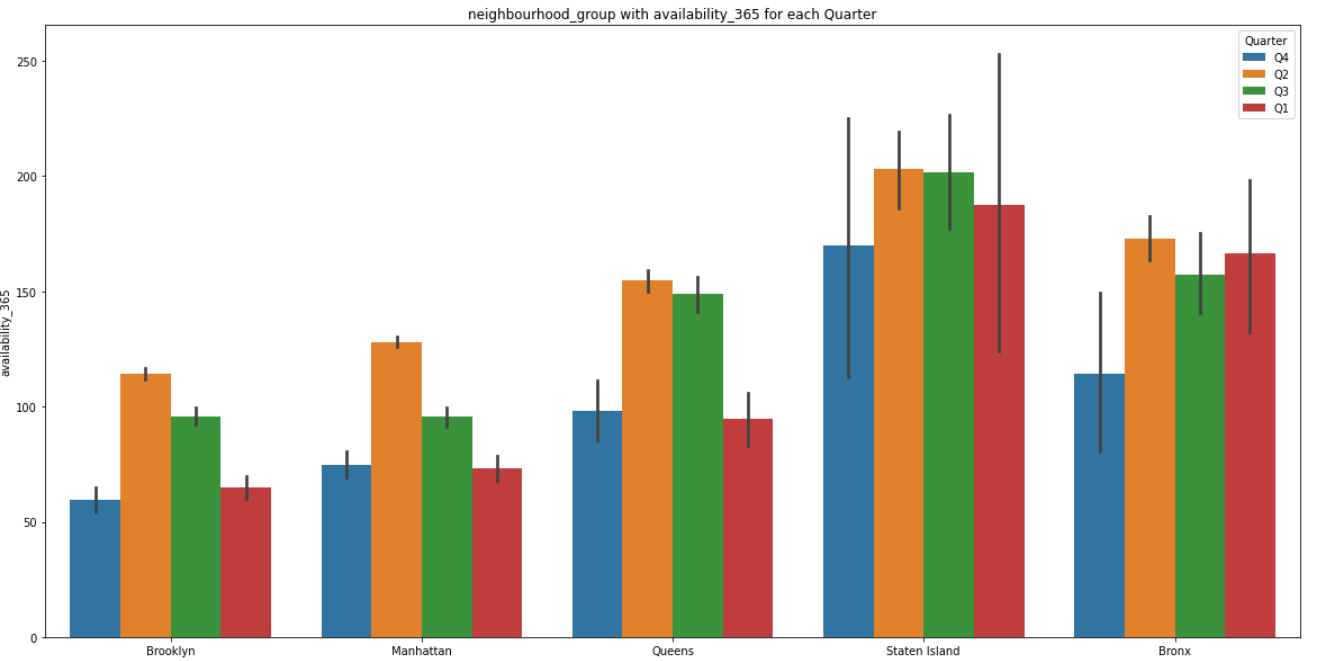 neighbourhood_group with availability_365 for each Quarter
Quarter
Q4
Q2
Q3
Q1
250
200
150
100
50
0
availability_365
Brooklyn
Manhattan
Queens
Staten Island
Bronx